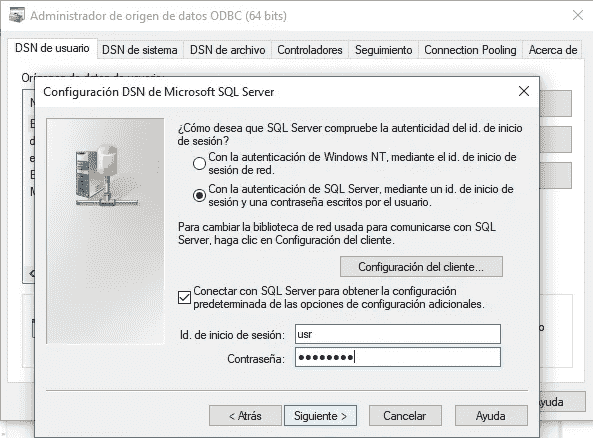 Administrador de origen de datos ODBC (64 bits)
DSN de usuario DSN de sistema DSN de archivo Controladores Seguimiento Connection Pooling Acerca de
Configuración DSN de Microsoft SQL Server
¿Cómo desea que SQL Server compruebe la autenticidad del id. de inicio
de sesión?
Con la autenticación de Windows NT, mediante el id. de inicio de
sesión de red.
Con la autenticación de SQL Server, mediante un id. de inicio de
sesión y una contraseña escritos por el usuario.
Para cambiar la biblioteca de red usada para comunicarse con SQL
Server, haga clic en Configuración del cliente.
Configuración del cliente...
Conectar con SQL Server para obtener la configuración
predeterminada de las opciones de configuración adicionales.
Id. de inicio de sesión: usr
Contraseña: ●●●●●●●●
< Atrás Siguiente > Cancelar Ayuda